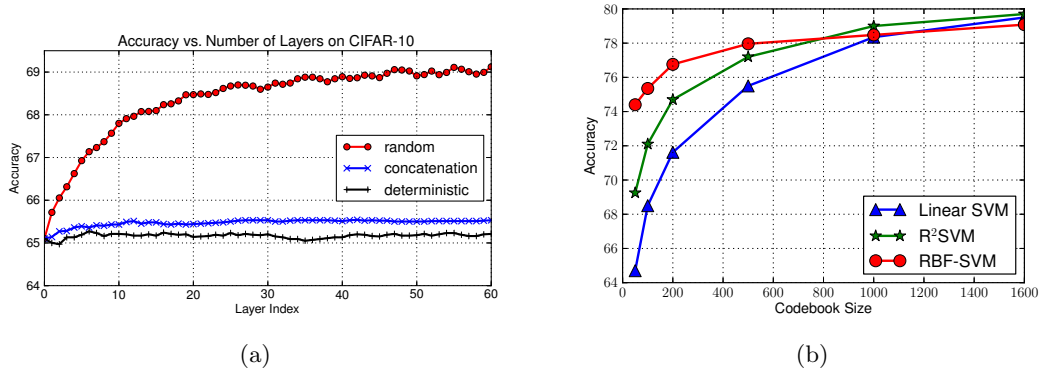 Accuracy vs. Number of Layers on CIFAR-10
Accuracy
69
68
67
66
65
64
0
10
20
30
40
50
60
Layer Index
random
concatenation
deterministic
(a)
Accuracy
80
78
76
74
72
70
68
66
64
0
200
400
600
800
1000
1200
1400
1600
Codebook Size
Linear SVM
R²SVM
RBF-SVM
(b)